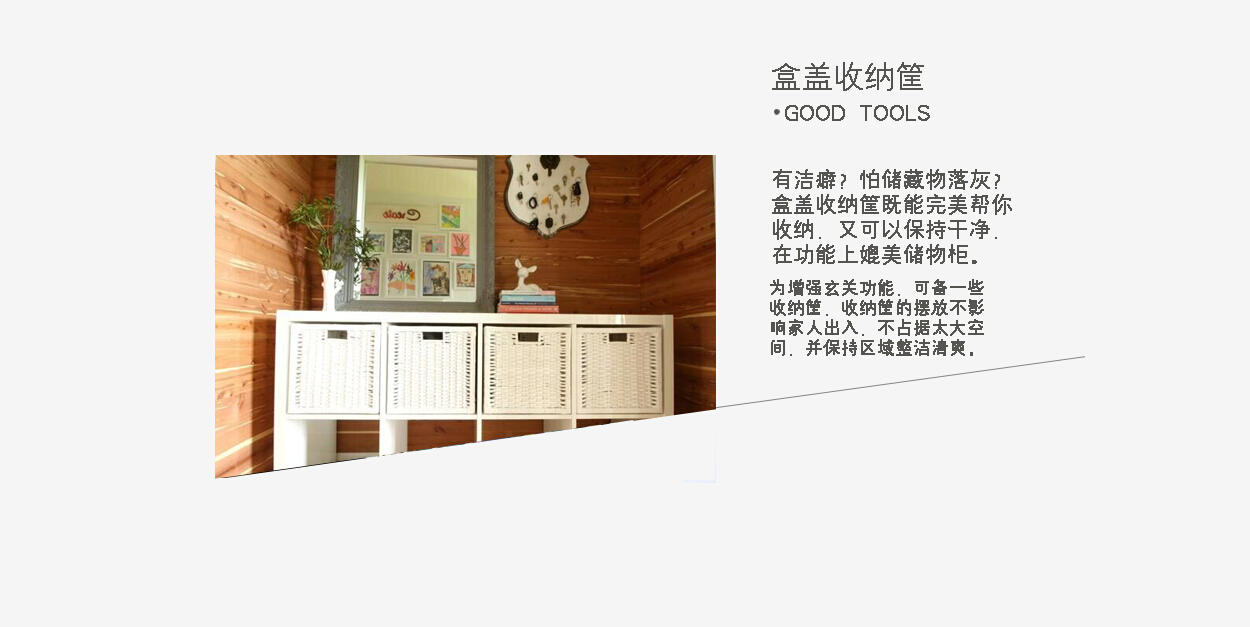 盒盖收纳筐
•GOOD TOOLS
有洁癖？怕储藏物落灰？
盒盖收纳筐既能完美帮你
收纳，又可以保持干净，
在功能上媲美储物柜。
为增强玄关功能，可备一些
收纳筐，收纳筐的摆放不影
响家人出入，不占据太大空
间，并保持区域整洁清爽。